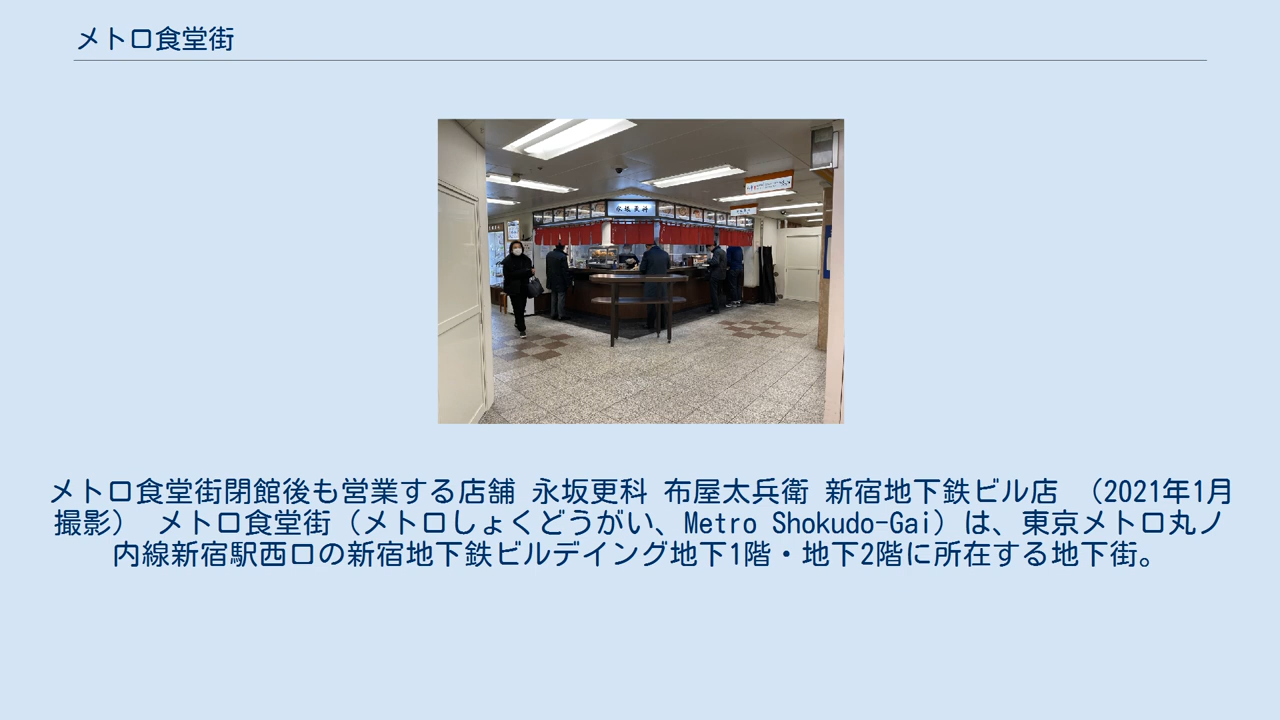 メトロ食堂街
永坂更科
メトロ食堂街閉館後も営業する店舗 永坂更科 布屋太兵衛 新宿地下鉄ビル店 （2021年1月
撮影） メトロ食堂街（メトロしょくどうがい、Metro Shokudo-Gai）は、東京メトロ丸ノ
内線新宿駅西口の新宿地下鉄ビルデイング地下1階・地下2階に所在する地下街。